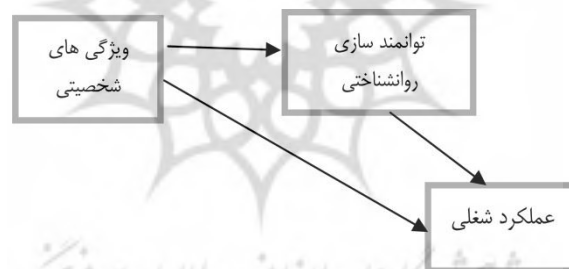 ویژگی های
شخصیتی
توانمند سازی
روانشناختی
عملکرد شغلی